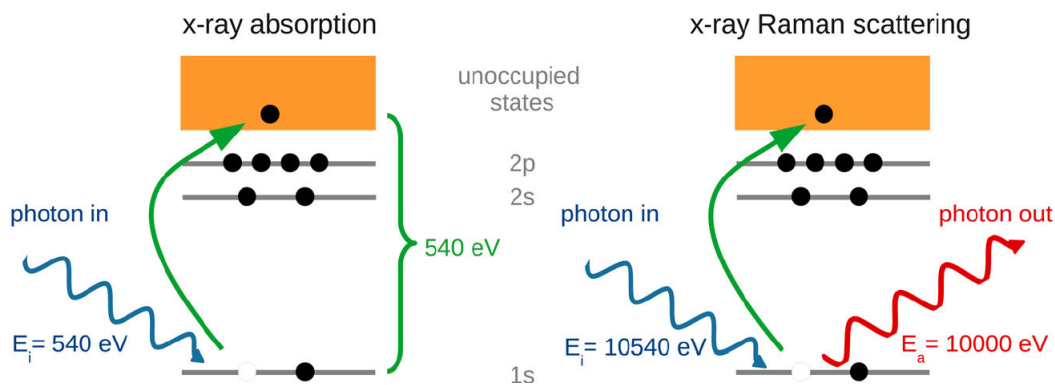 x-ray absorption
x-ray Raman scattering
unoccupied
states
2p
2s
photon in
photon in
photon out
540 eV
E_i= 540 eV
E_i= 10540 eV
E_a= 10000 eV
1s